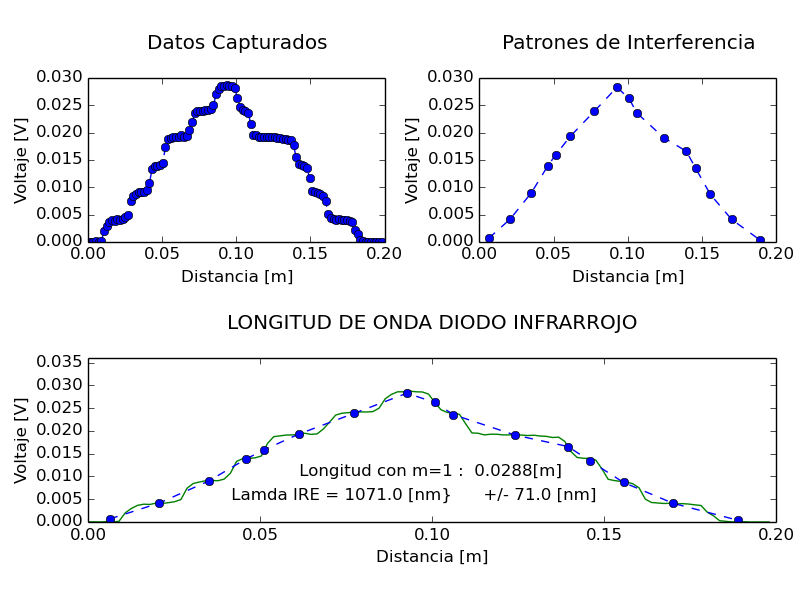 Datos Capturados
Voltaje [V]
0.030
0.025
0.020
0.015
0.010
0.005
0.000
0.00 0.05 0.10 0.15 0.20
Distancia [m]
Patrones de Interferencia
Voltaje [V]
0.030
0.025
0.020
0.015
0.010
0.005
0.000
0.00 0.05 0.10 0.15 0.20
Distancia [m]
LONGITUD DE ONDA DIODO INFRARROJO
Voltaje [V]
0.035
0.030
0.025
0.020
0.015
0.010
0.005
0.000
Longitud con m=1 : 0.0288[m]
Lamda IRE = 1071.0 [nm} +/- 71.0 [nm]
0.00 0.05 0.10 0.15 0.20
Distancia [m]